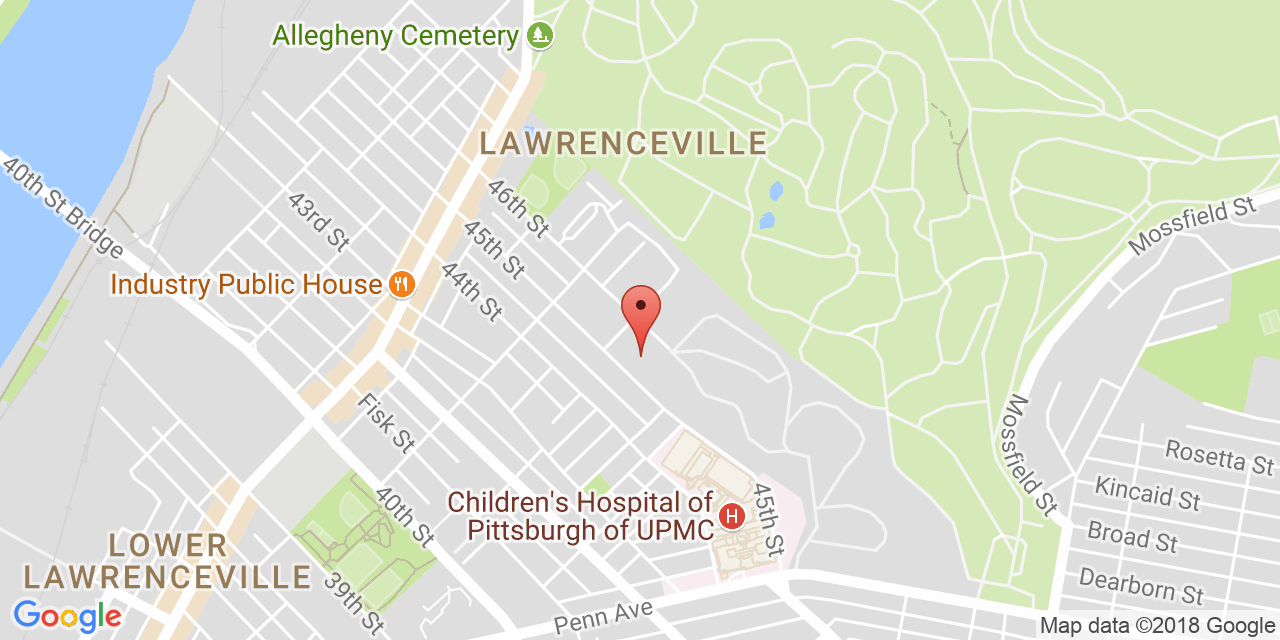 Allegheny Cemetery
LAWRENCEVILLE
40th St Bridge
43rd St
46th St
45th St
44th St
Mossfield St
Industry Public House
Fisk St
Mossfield St
Rosetta St
Kincaid St
Broad St
Dearborn St
40th St
Children's Hospital of
Pittsburgh of UPMC
H
45th St
LOWER
LAWRENCEVILLE
39th St
Penn Ave
Google
Map data ©2018 Google